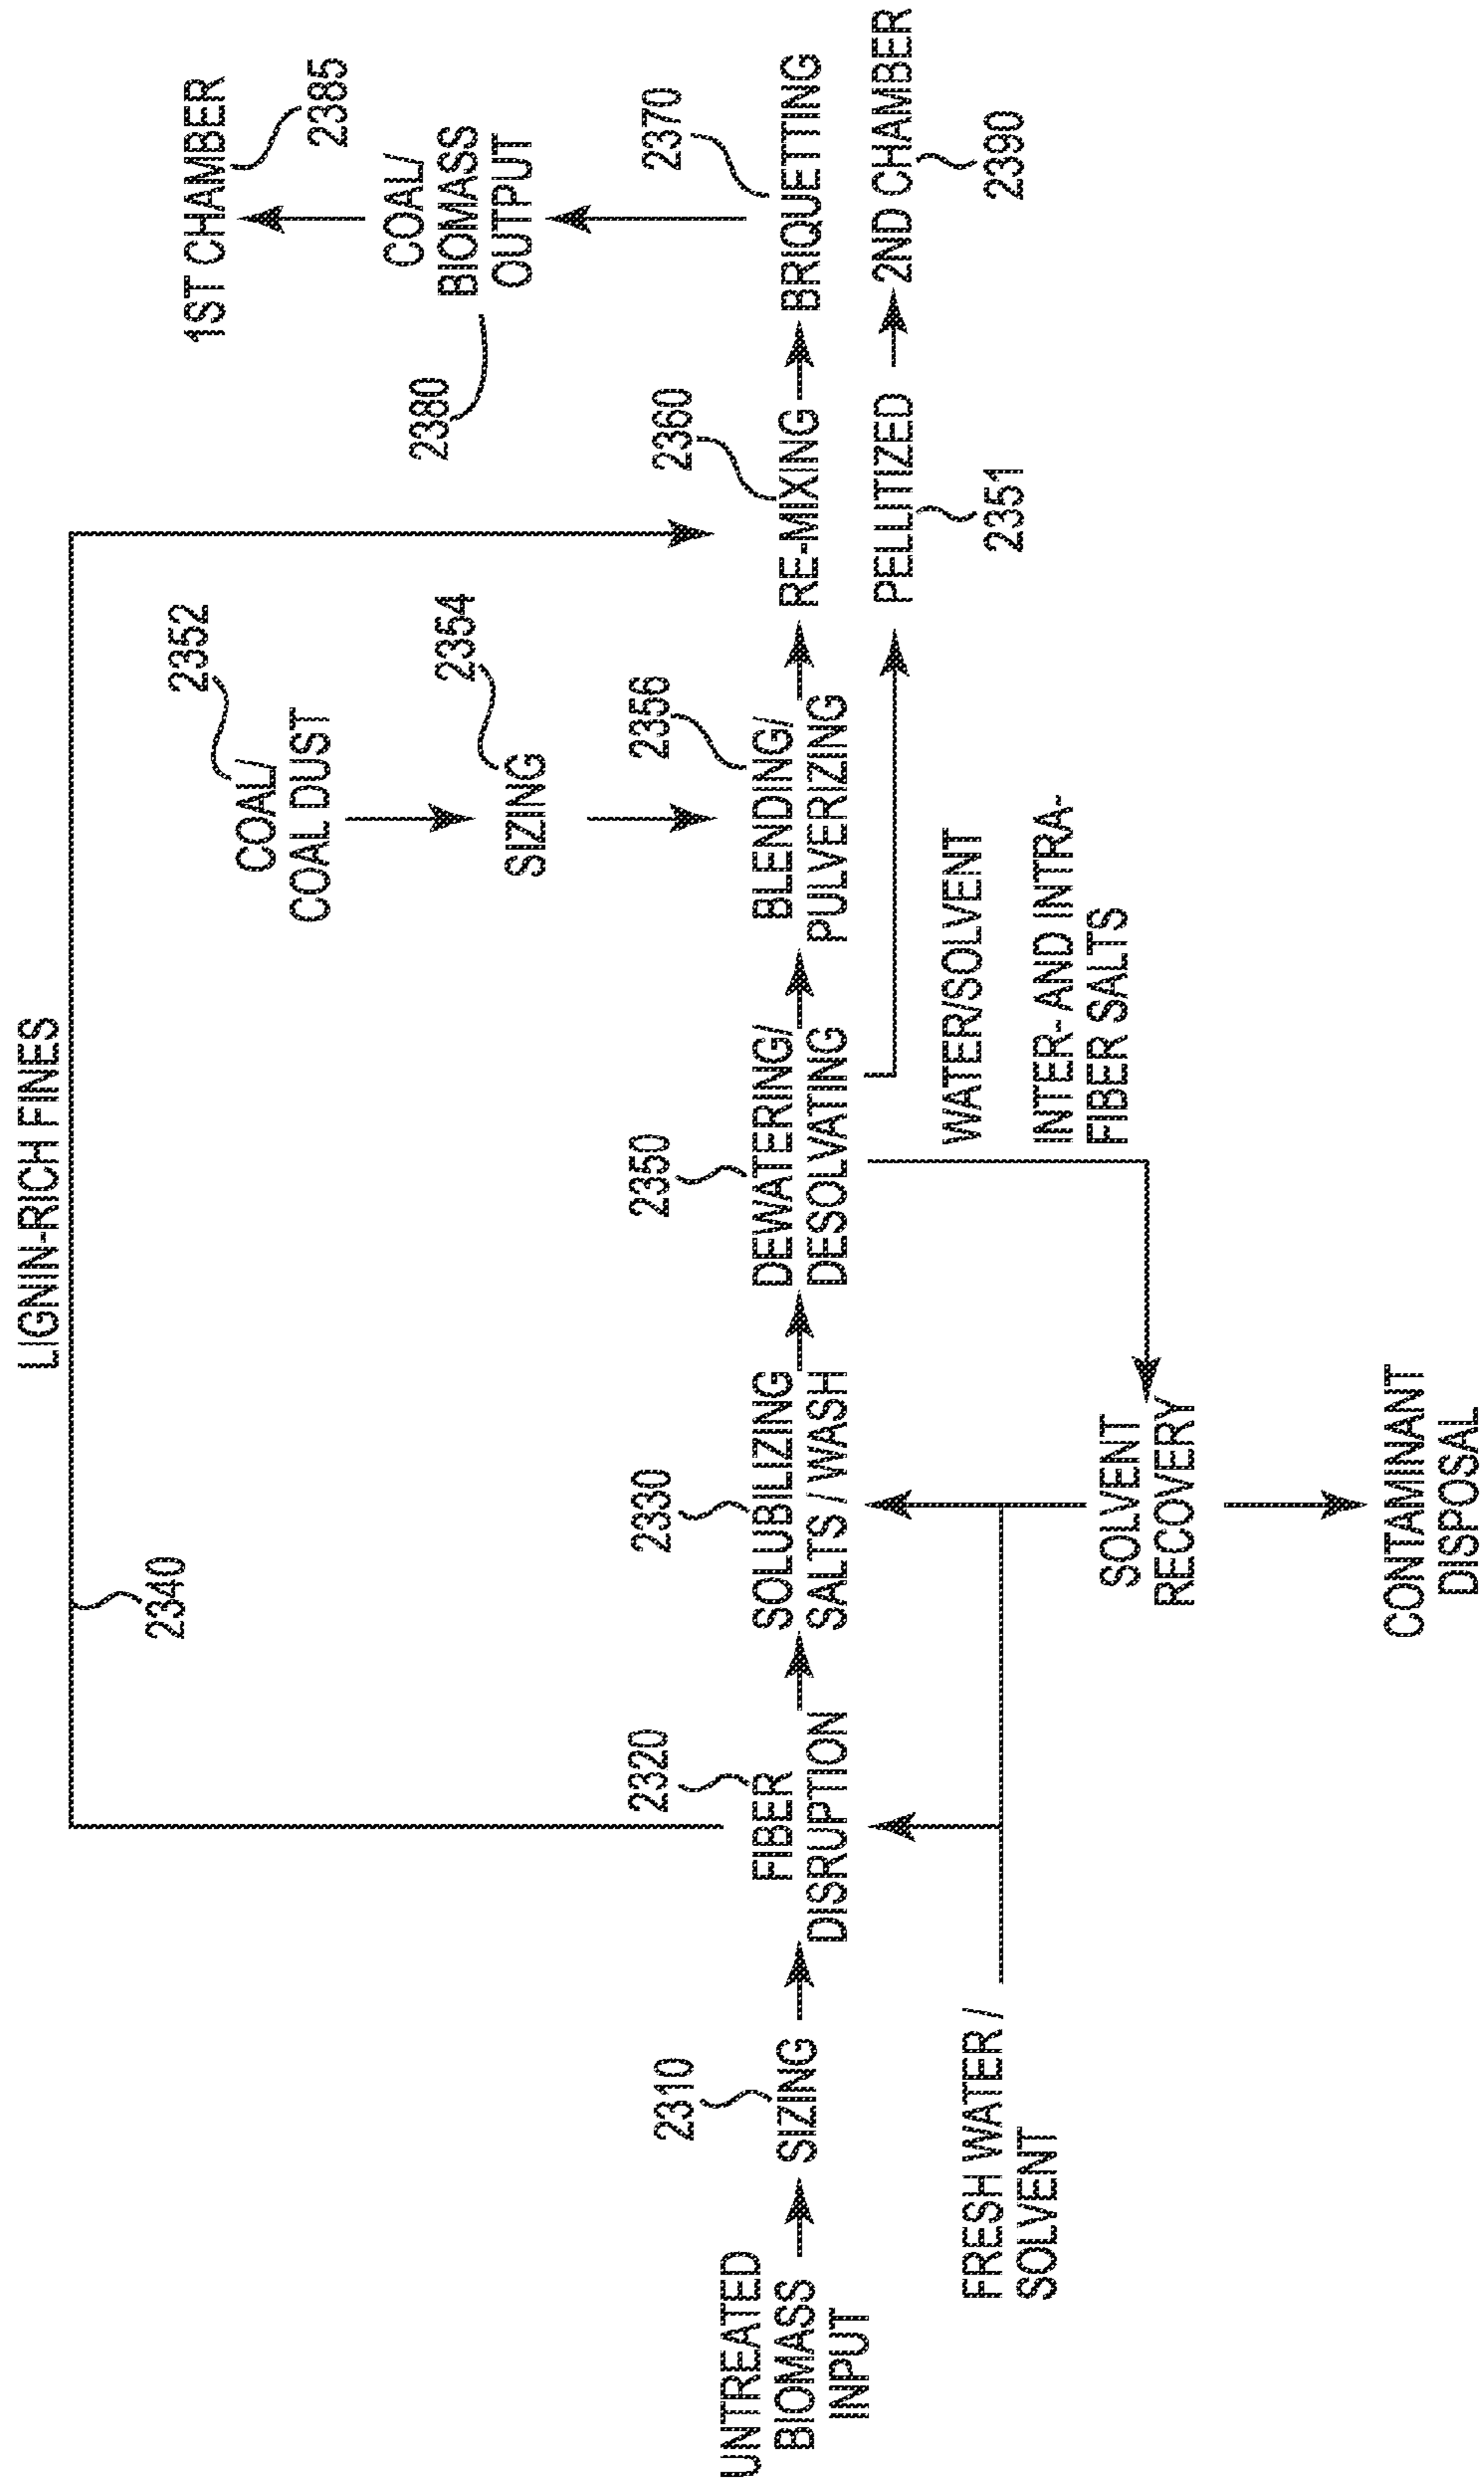 LIGNIN-RICH FINES
2340
2352
COAL/
COAL DUST
2354
SIZING
1ST CHAMBER
2385
COAL/
BIOMASS
OUTPUT
2380
UNTREATED
BIOMASS
INPUT
2310
SIZING
2320
FIBER
DISRUPTION
2330
SOLUBILIZING
SALTS / WASH
2350
DEWATERING/
DESOLVATING
2356
BLENDING/
PULVERIZING
2360
RE-MIXING
2370
BRIQUETTING
PELLITIZED
2351
2ND CHAMBER
2390
FRESH WATER /
SOLVENT
WATER/SOLVENT
INTER- AND INTRA-
FIBER SALTS
SOLVENT
RECOVERY
CONTAMINANT
DISPOSAL